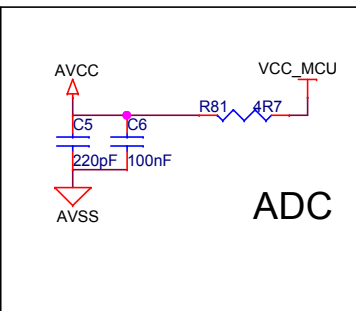 AVCC
VCC_MCU
R81
4R7
C5
C6
220pF
100nF
AVSS
ADC